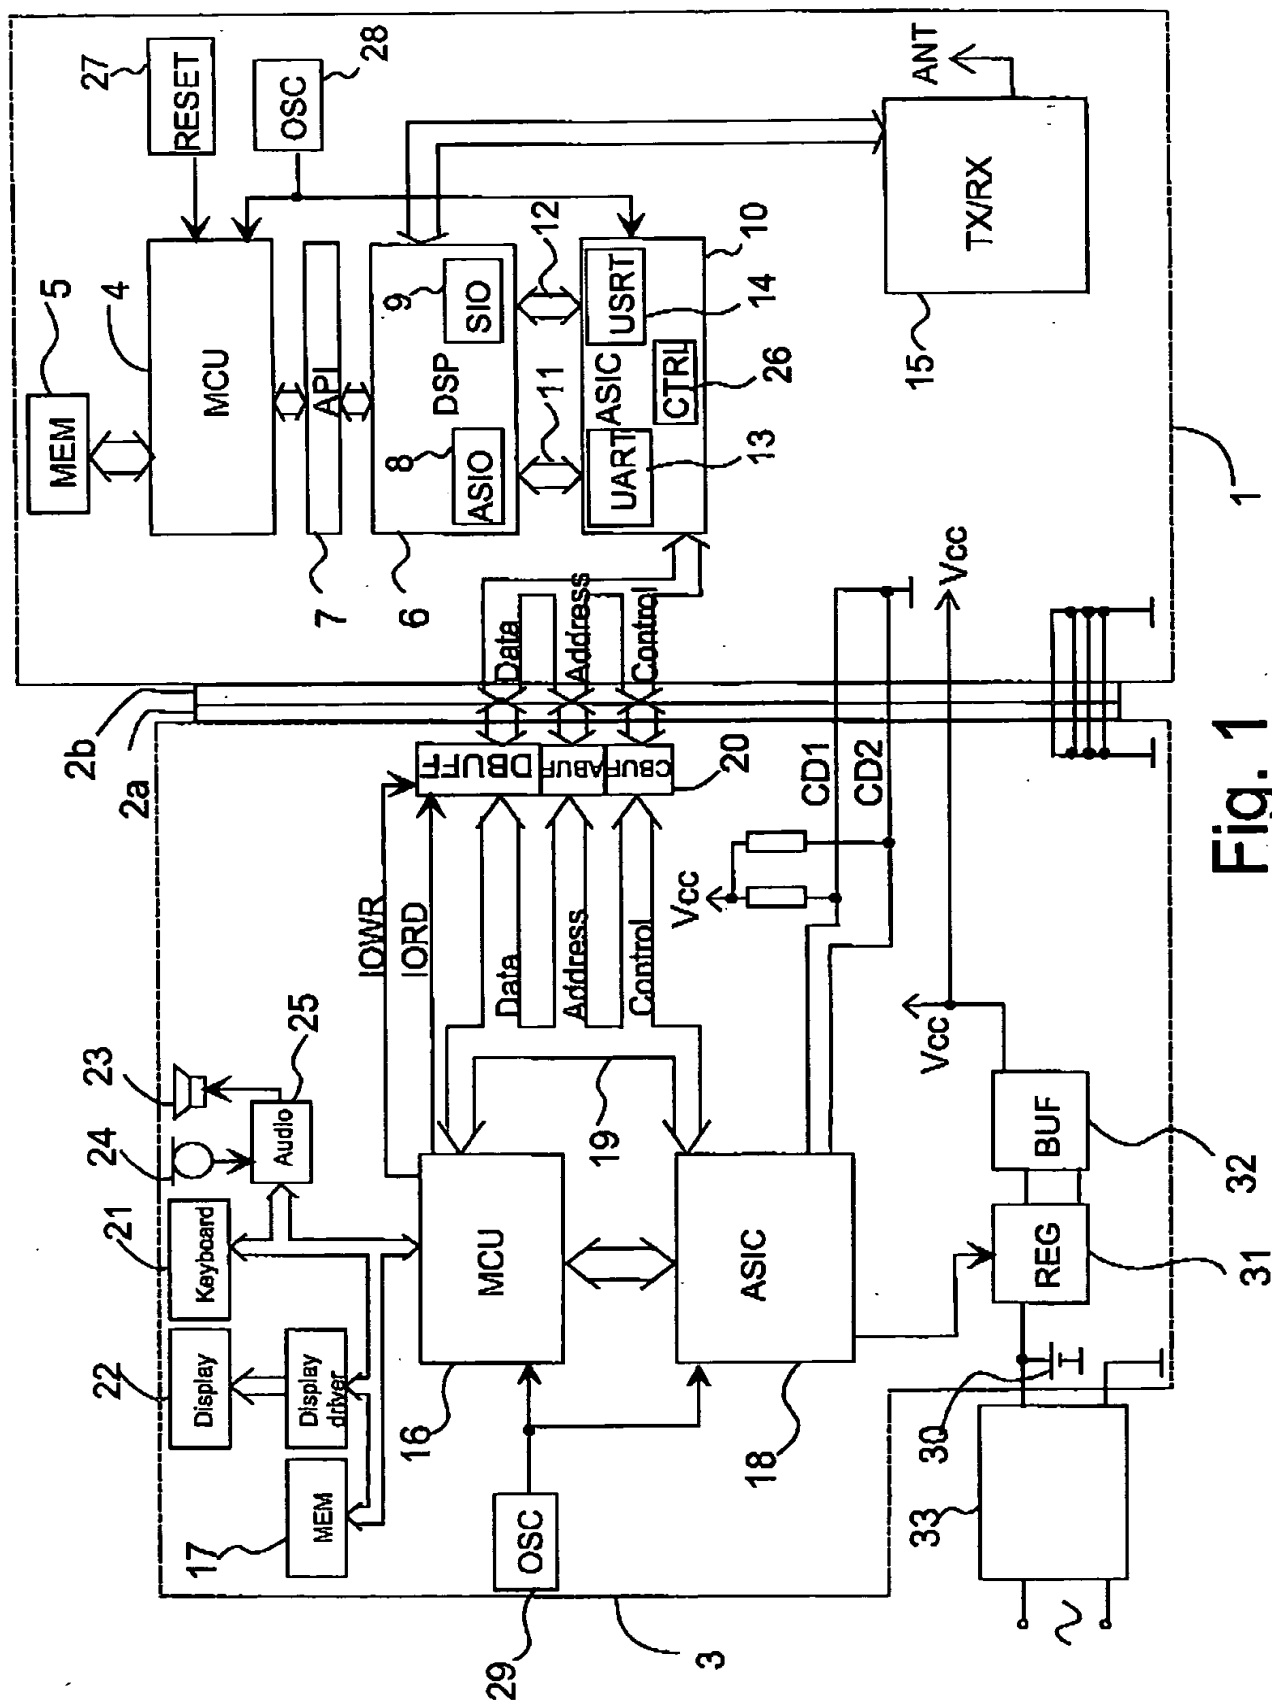 27
RESET
28
OSC
5
MEM
4
MCU
7
API
6
DSP
8
ASIO
9
SIO
11
12
10
ASIC
UART
USRT
13
14
CTRL
26
TX/RX
ANT
15
1
2b
2a
Data
Address
Control
DBUFF
ABUFF
CBUFF
20
IOWR
IORD
Data
Address
Control
CD1
CD2
Vcc
Vcc
Vcc
23
24
25
Audio
21
Keyboard
22
Display
Display
driver
17
MEM
16
MCU
19
ASIC
18
OSC
29
3
REG
31
BUF
32
30
33
Fig. 1